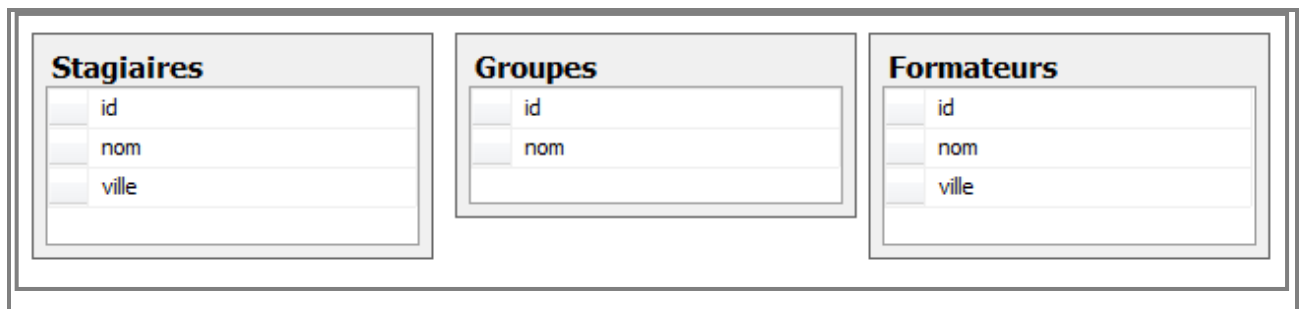 Stagiaires
id
nom
ville
Groupes
id
nom
Formateurs
id
nom
ville